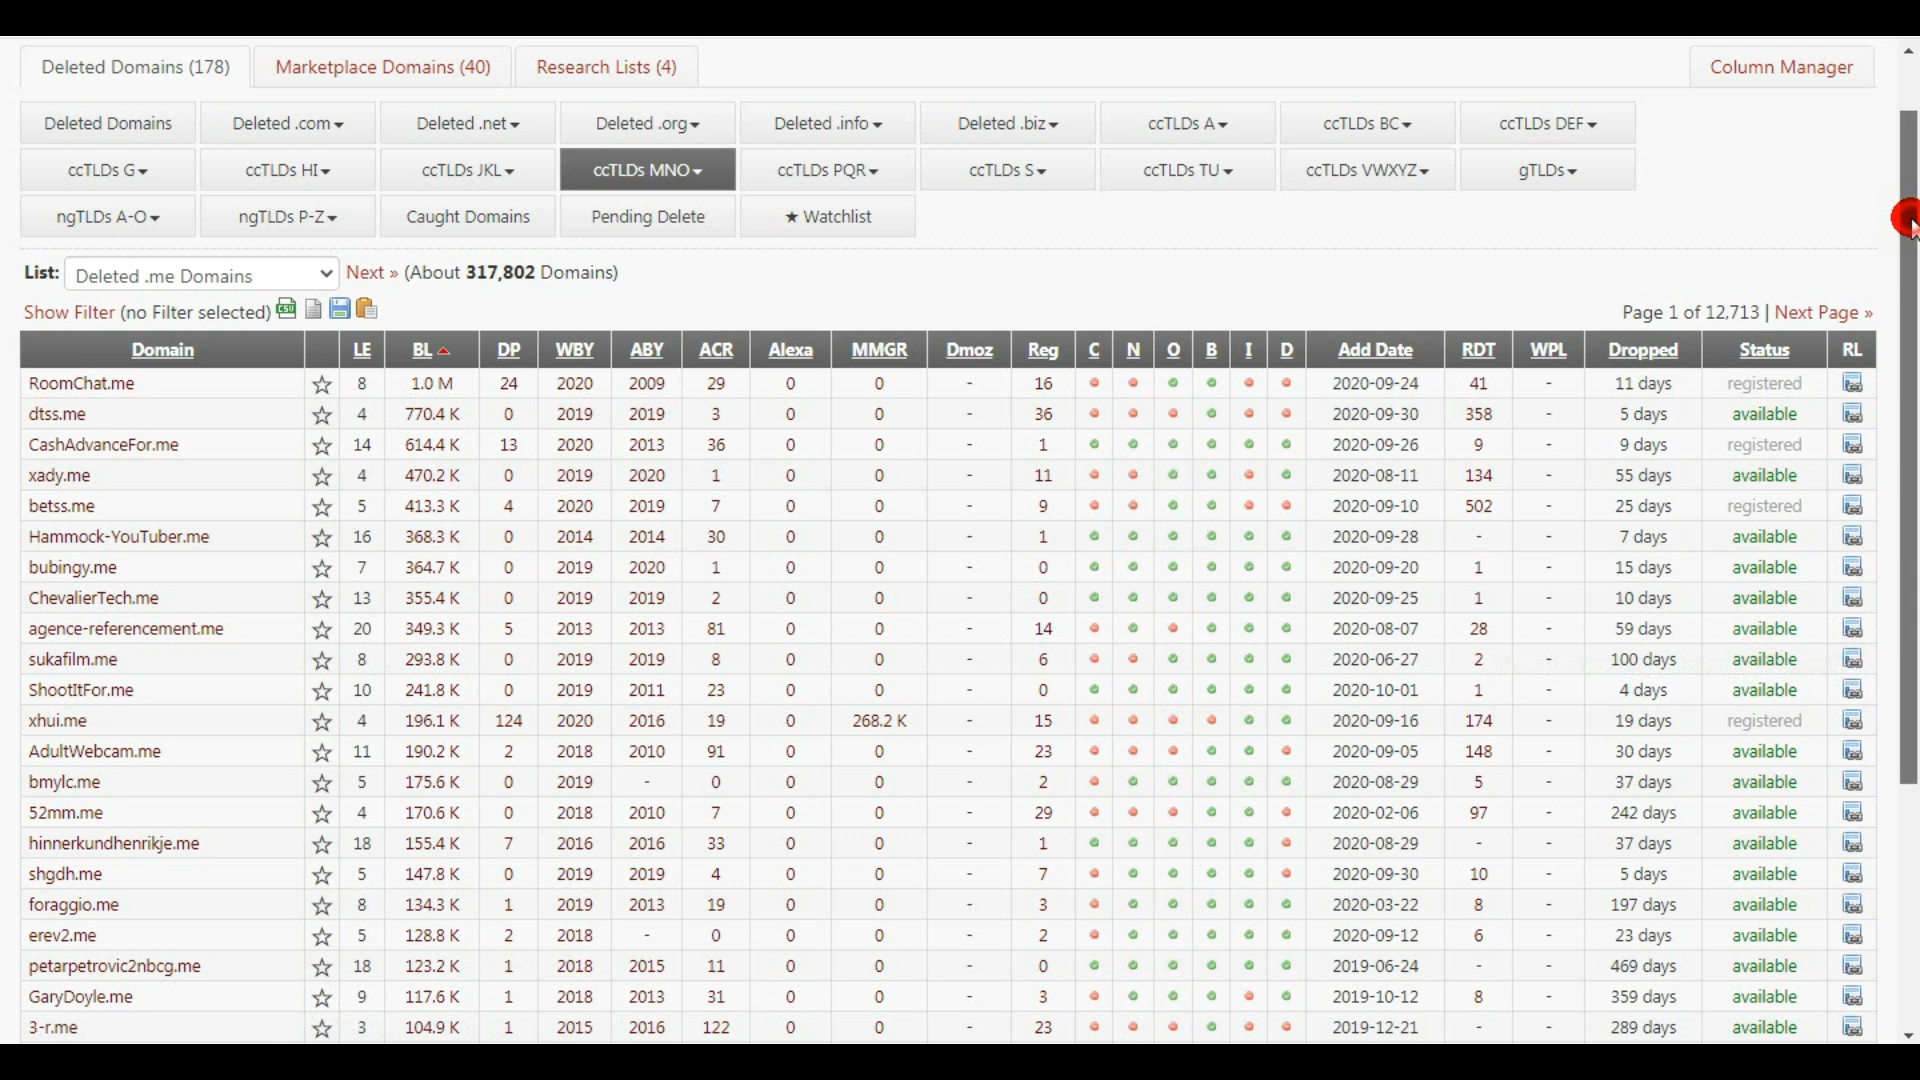 Deleted Domains (178) Marketplace Domains (40) Research Lists (4) Column Manager
Deleted Domains Deleted .com Deleted .net Deleted .org Deleted .info Deleted .biz ccTLDs A ccTLDs BC ccTLDs DEF
ccTLDs G ccTLDs HI ccTLDs JKL ccTLDs MNO ccTLDs PQR ccTLDs S ccTLDs TU ccTLDs VWXYZ gTLDs
ngTLDs A-O ngTLDs P-Z Caught Domains Pending Delete ★ Watchlist
List: Deleted .me Domains Next » (About 317,802 Domains)
Show Filter (no Filter selected) CSV Page 1 of 12,713 | Next Page »
Domain LE BL DP WBY ABY ACR Alexa MMGR Dmoz Reg C N O B I D Add Date RDT WPL Dropped Status RL
RoomChat.me 8 1.0 M 24 2020 2009 29 0 0 - 16 2020-09-24 41 - 11 days registered
dtss.me 4 770.4 K 0 2019 2019 3 0 0 - 36 2020-09-30 358 - 5 days available
CashAdvanceFor.me 14 614.4 K 13 2020 2013 36 0 0 - 1 2020-09-26 9 - 9 days registered
xady.me 4 470.2 K 0 2019 2020 1 0 0 - 11 2020-08-11 134 - 55 days available
betss.me 5 413.3 K 4 2020 2019 7 0 0 - 9 2020-09-10 502 - 25 days registered
Hammock-YouTuber.me 16 368.3 K 0 2014 2014 30 0 0 - 1 2020-09-28 - - 7 days available
bubingy.me 7 364.7 K 0 2019 2020 1 0 0 - 0 2020-09-20 1 - 15 days available
ChevalierTech.me 13 355.4 K 0 2019 2019 2 0 0 - 0 2020-09-25 1 - 10 days available
agence-referencement.me 20 349.3 K 5 2013 2013 81 0 0 - 14 2020-08-07 28 - 59 days available
sukafilm.me 8 293.8 K 0 2019 2019 8 0 0 - 6 2020-06-27 2 - 100 days available
ShootItFor.me 10 241.8 K 0 2019 2011 23 0 0 - 0 2020-10-01 1 - 4 days available
xhui.me 4 196.1 K 124 2020 2016 19 0 268.2 K - 15 2020-09-16 174 - 19 days registered
AdultWebcam.me 11 190.2 K 2 2018 2010 91 0 0 - 23 2020-09-05 148 - 30 days available
bmylc.me 5 175.6 K 0 2019 - 0 0 0 - 2 2020-08-29 5 - 37 days available
52mm.me 4 170.6 K 0 2018 2010 7 0 0 - 29 2020-02-06 97 - 242 days available
hinnerkundhenrikje.me 18 155.4 K 7 2016 2016 33 0 0 - 1 2020-08-29 - - 37 days available
shgdh.me 5 147.8 K 0 2019 2019 4 0 0 - 7 2020-09-30 10 - 5 days available
foraggio.me 8 134.3 K 1 2019 2013 19 0 0 - 3 2020-03-22 8 - 197 days available
erev2.me 5 128.8 K 2 2018 - 0 0 0 - 2 2020-09-12 6 - 23 days available
petarpetrovic2nbcg.me 18 123.2 K 1 2018 2015 11 0 0 - 0 2019-06-24 - - 469 days available
GaryDoyle.me 9 117.6 K 1 2018 2013 31 0 0 - 3 2019-10-12 8 - 359 days available
3-r.me 3 104.9 K 1 2015 2016 122 0 0 - 23 2019-12-21 - - 289 days available